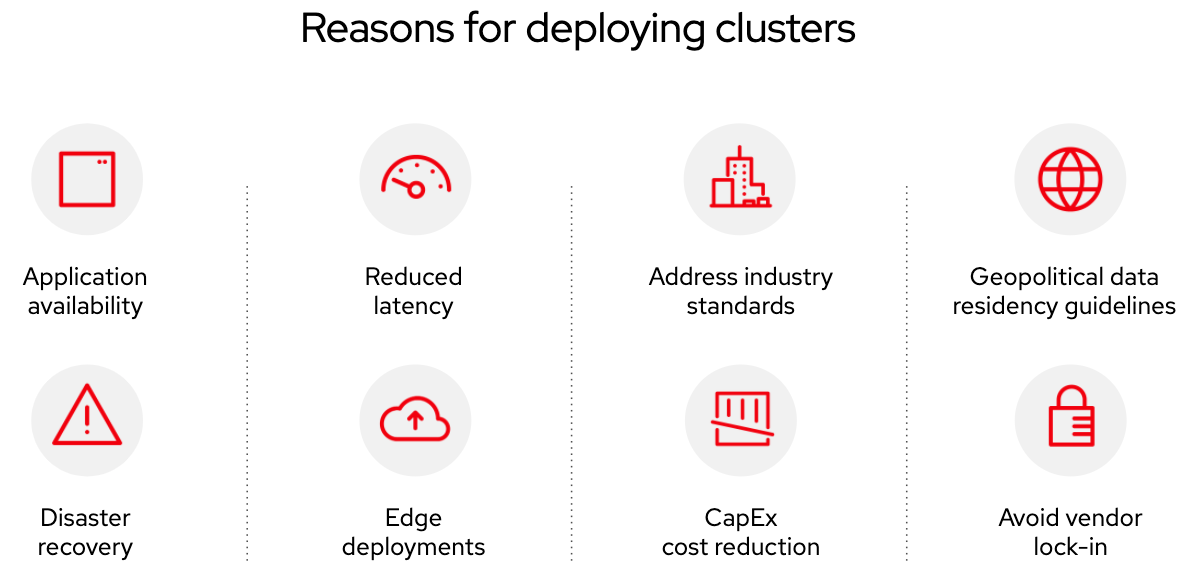 Reasons for deploying clusters
Application
availability
Reduced
latency
Address industry
standards
Geopolitical data
residency guidelines
Disaster
recovery
Edge
deployments
CapEx
cost reduction
Avoid vendor
lock-in